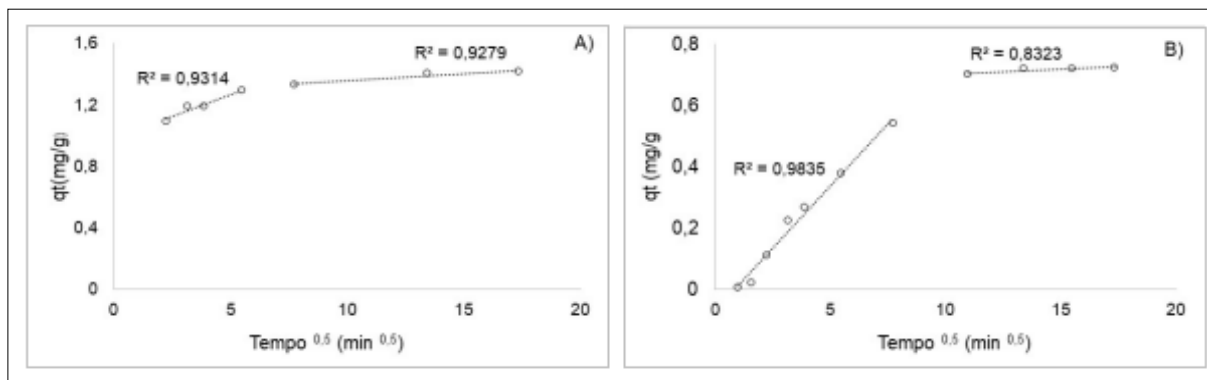 A)
R² = 0,9314
R² = 0,9279
1,6
1,2
0,8
0,4
0
qt(mg/g)
0 5 10 15 20
Tempo 0,5 (min 0,5)
B)
R² = 0,8323
R² = 0,9835
0,8
0,6
0,4
0,2
0
qt (mg/g
0 5 10 15 20
Tempo 0,5 (min 0,5)